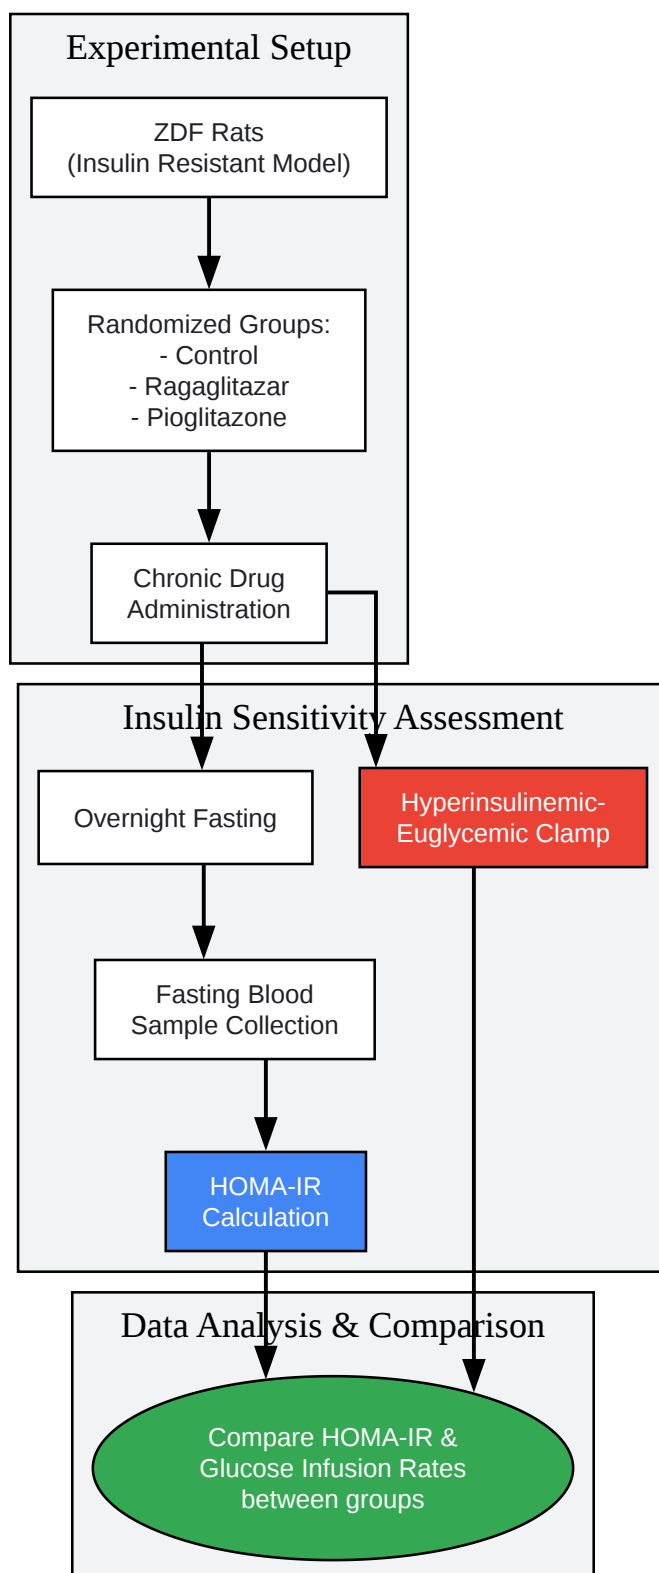 Experimental Setup
ZDF Rats
(Insulin Resistant Model)
Randomized Groups:
- Control
- Ragaglitazar
- Pioglitazone
Chronic Drug
Administration
Insulin Sensitivity Assessment
Overnight Fasting
Hyperinsulinemic-
Euglycemic Clamp
Fasting Blood
Sample Collection
HOMA-IR
Calculation
Data Analysis & Comparison
Compare HOMA-IR &
Glucose Infusion Rates
between groups